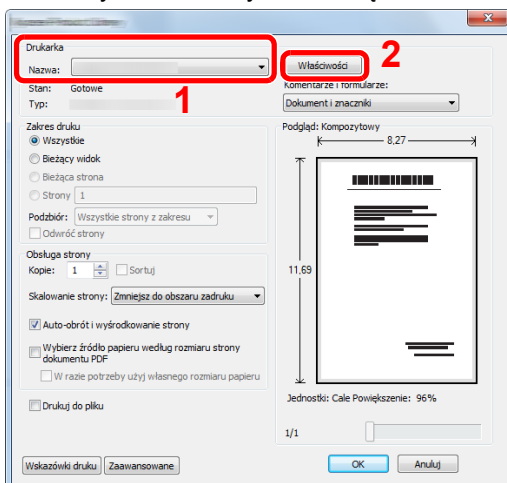 Drukarka
Nazwa:
Właściwości
2
Stan: Gotowe
Komentarze i formularze:
Typ:
1
Dokument i znaczniki
Zakres druku
Wszystkie
Bieżący widok
Bieżąca strona
Strony 1
Podzbiór: Wszystkie strony z zakresu
Odwróć strony
Obsługa strony
Kopie: 1 Sortuj
Skalowanie strony: Zmniejsz do obszaru zadruku
Auto-obrót i wyśrodkowanie strony
Wybierz źródło papieru według rozmiaru strony
dokumentu PDF
W razie potrzeby użyj własnego rozmiaru papieru
Drukuj do pliku
Podgląd: Kompozytowy
8,27
11,69
Jednostki: Cale Powiększenie: 96%
1/1
Wskazówki druku Zaawansowane
OK Anuluj